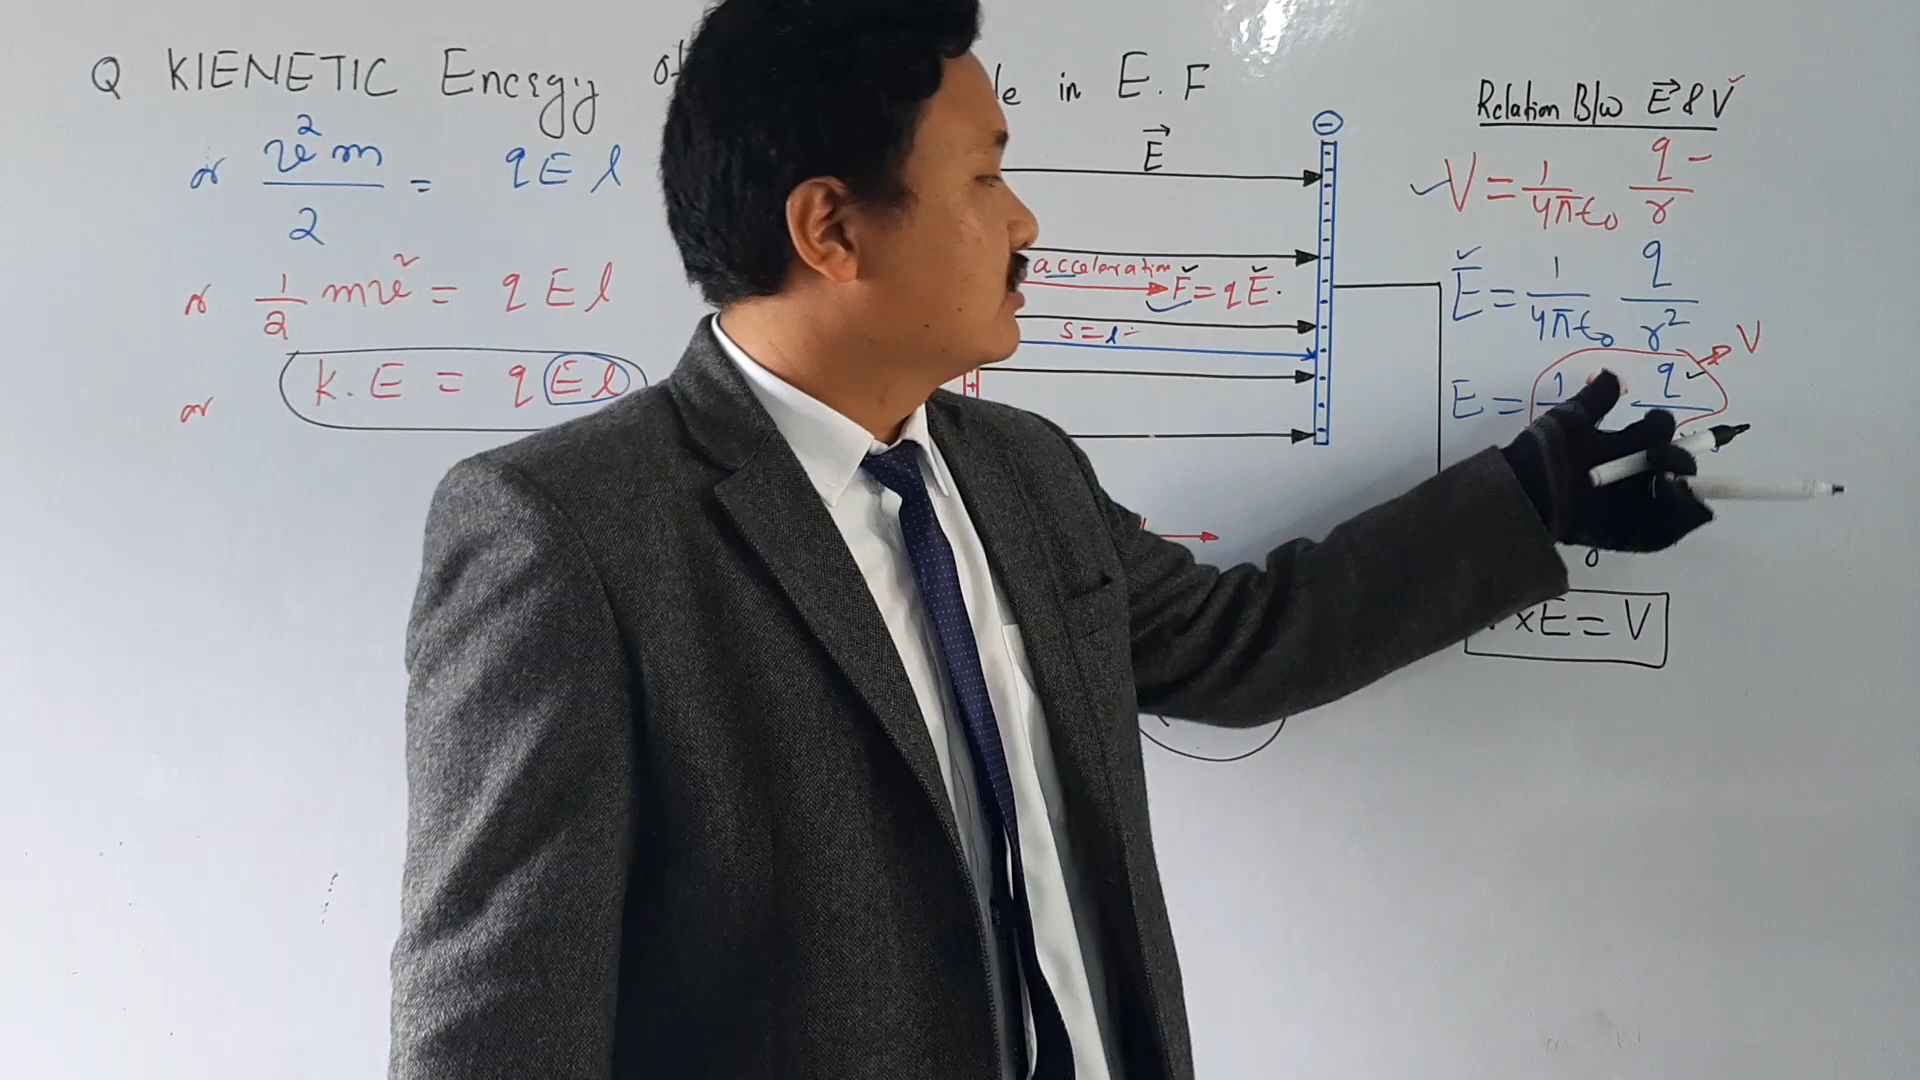 Q KIENETIC Energy of le in E.F
or v²m/2 = qEl
or 1/2 mv² = qEl
or K.E = qEl
E⃗
acceleration
F = qE.
S = l
+
−
Relation B/w E⃗ & V
V = 1/4πε₀ q/r
E = 1/4πε₀ q/r²
V
E = 1 q
×E = V